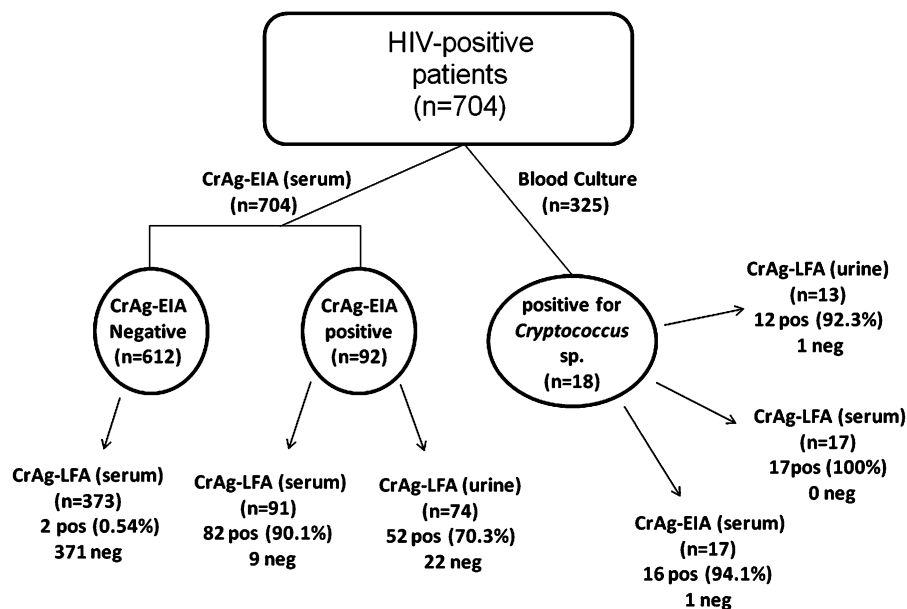 HIV-positive
patients
(n=704)
CrAg-EIA (serum)
(n=704)
Blood Culture
(n=325)
CrAg-EIA
Negative
(n=612)
CrAg-EIA
positive
(n=92)
positive for
Cryptococcus
sp.
(n=18)
CrAg-LFA (urine)
(n=13)
12 pos (92.3%)
1 neg
CrAg-LFA (serum)
(n=17)
17pos (100%)
0 neg
CrAg-LFA (serum)
(n=373)
2 pos (0.54%)
371 neg
CrAg-LFA (serum)
(n=91)
82 pos (90.1%)
9 neg
CrAg-LFA (urine)
(n=74)
52 pos (70.3%)
22 neg
CrAg-EIA (serum)
(n=17)
16 pos (94.1%)
1 neg